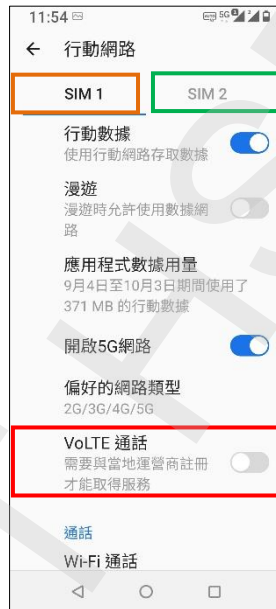 11:54
5G
← 行動網路
SIM 1 SIM 2
行動數據
使用行動網路存取數據
漫遊
漫遊時允許使用數據網
路
應用程式數據用量
9月4日至10月3日期間使用了
371 MB 的行動數據
開啟5G網路
偏好的網路類型
2G/3G/4G/5G
VoLTE 通話
需要與當地運營商註冊
才能取得服務
通話
Wi-Fi 通話